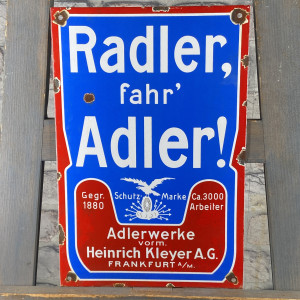 Radler,
fahr'
Adler!
Gegr. 1880
Schutz Marke
Ca. 3000 Arbeiter
Adlerwerke
vorm.
Heinrich Kleyer A.G.
FRANKFURT a/M.